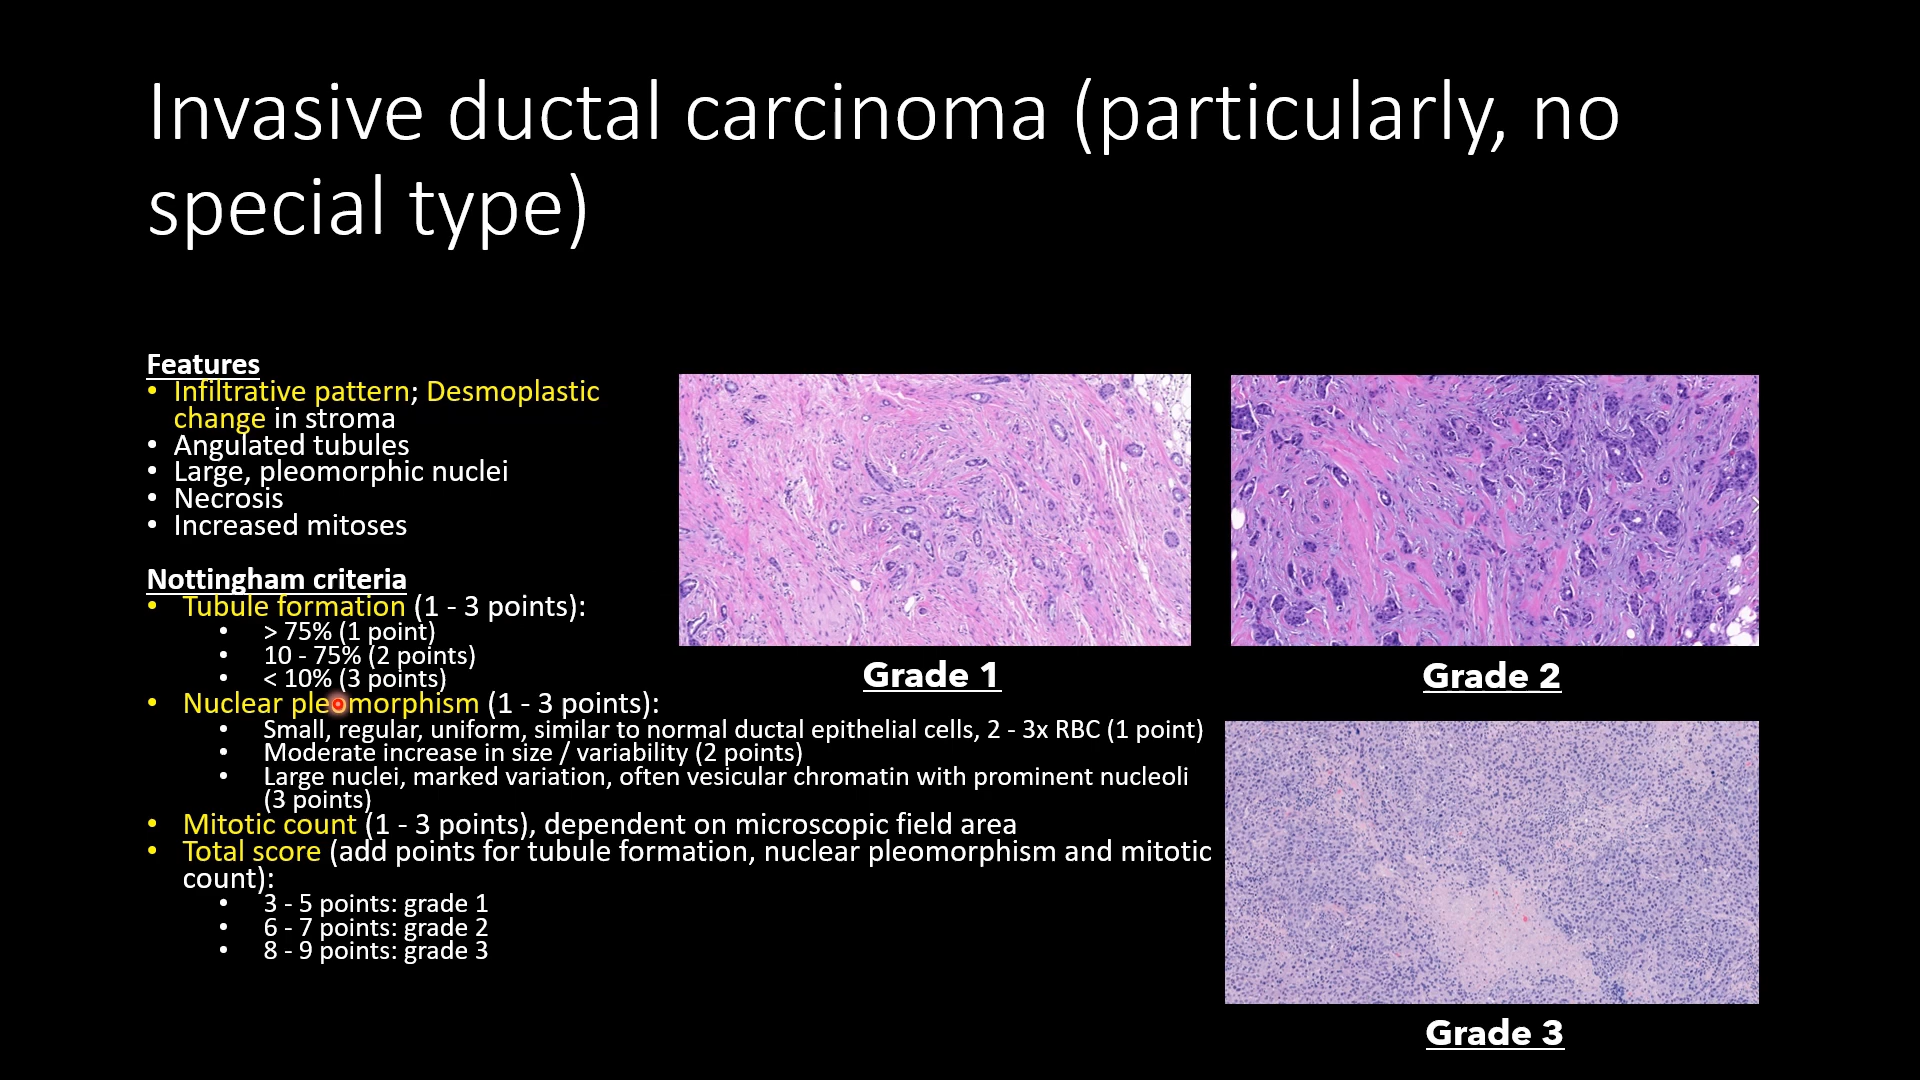 Invasive ductal carcinoma (particularly, no
special type)
Features
• Infiltrative pattern; Desmoplastic
change in stroma
• Angulated tubules
• Large, pleomorphic nuclei
• Necrosis
• Increased mitoses
Nottingham criteria
• Tubule formation (1 - 3 points):
• > 75% (1 point)
• 10 - 75% (2 points)
• < 10% (3 points)
• Nuclear pleomorphism (1 - 3 points):
• Small, regular, uniform, similar to normal ductal epithelial cells, 2 - 3x RBC (1 point)
• Moderate increase in size / variability (2 points)
• Large nuclei, marked variation, often vesicular chromatin with prominent nucleoli
(3 points)
• Mitotic count (1 - 3 points), dependent on microscopic field area
• Total score (add points for tubule formation, nuclear pleomorphism and mitotic
count):
• 3 - 5 points: grade 1
• 6 - 7 points: grade 2
• 8 - 9 points: grade 3
Grade 1
Grade 2
Grade 3